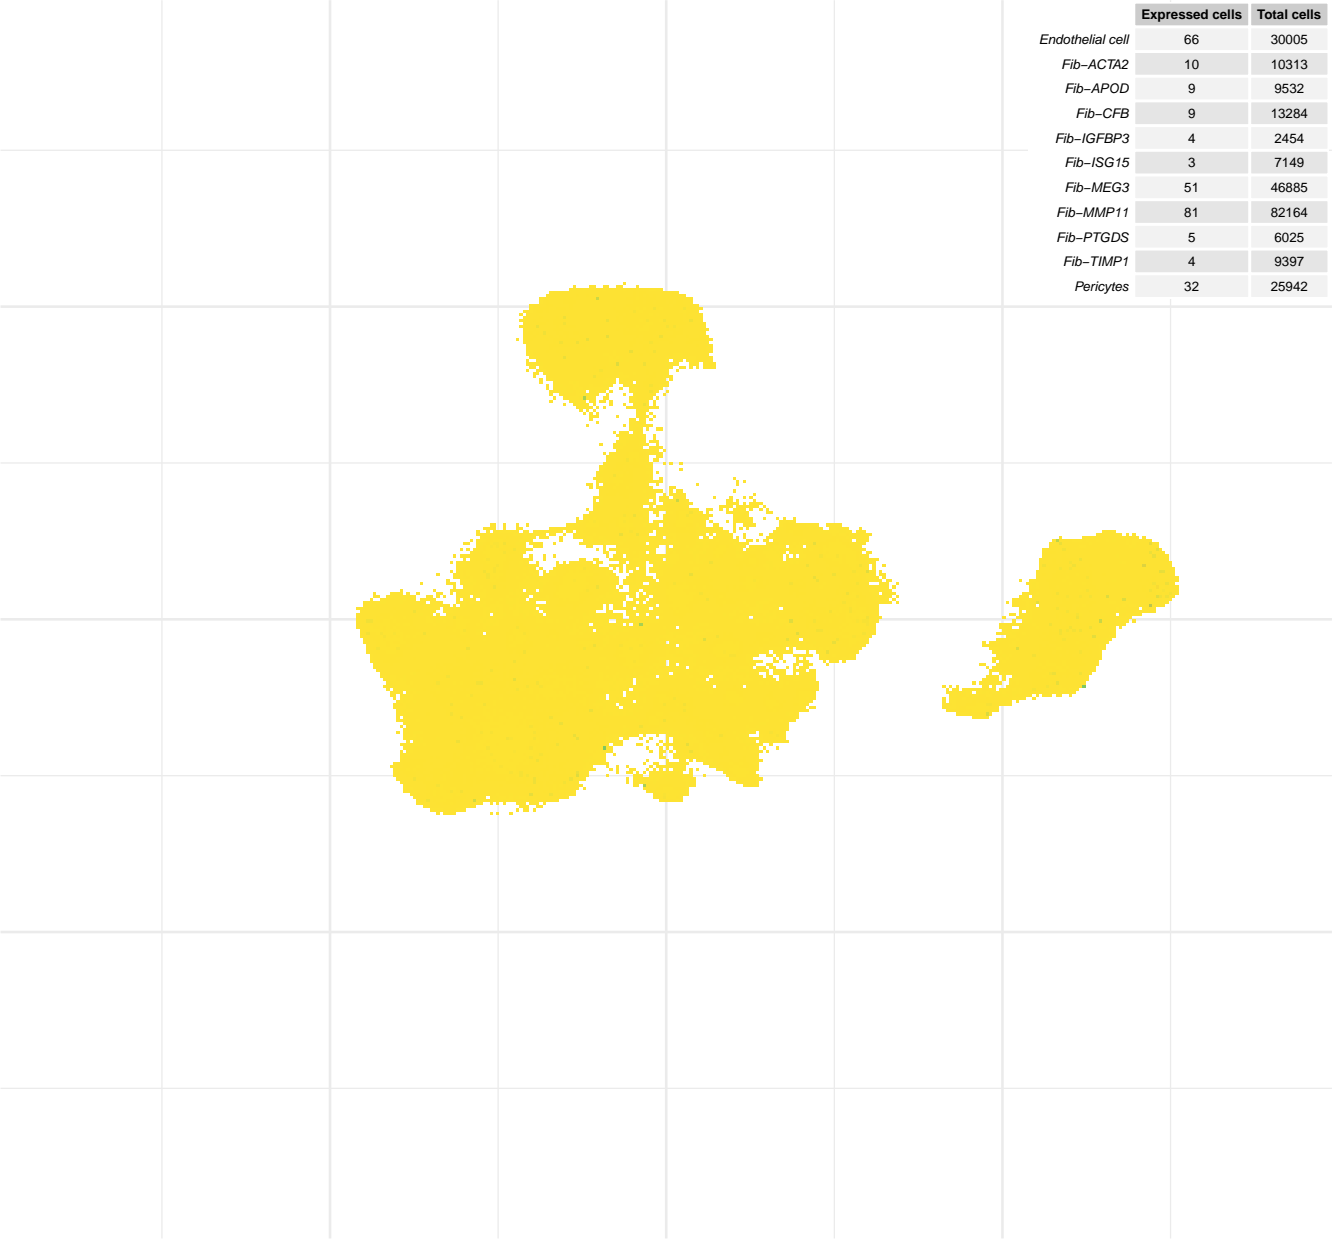 Expressed cells Total cells
Endothelial cell 66 30005
Fib−ACTA2 10 10313
Fib−APOD 9 9532
Fib−CFB 9 13284
Fib−IGFBP3 4 2454
Fib−ISG15 3 7149
Fib−MEG3 51 46885
Fib−MMP11 81 82164
Fib−PTGDS 5 6025
Fib−TIMP1 4 9397
Pericytes 32 25942